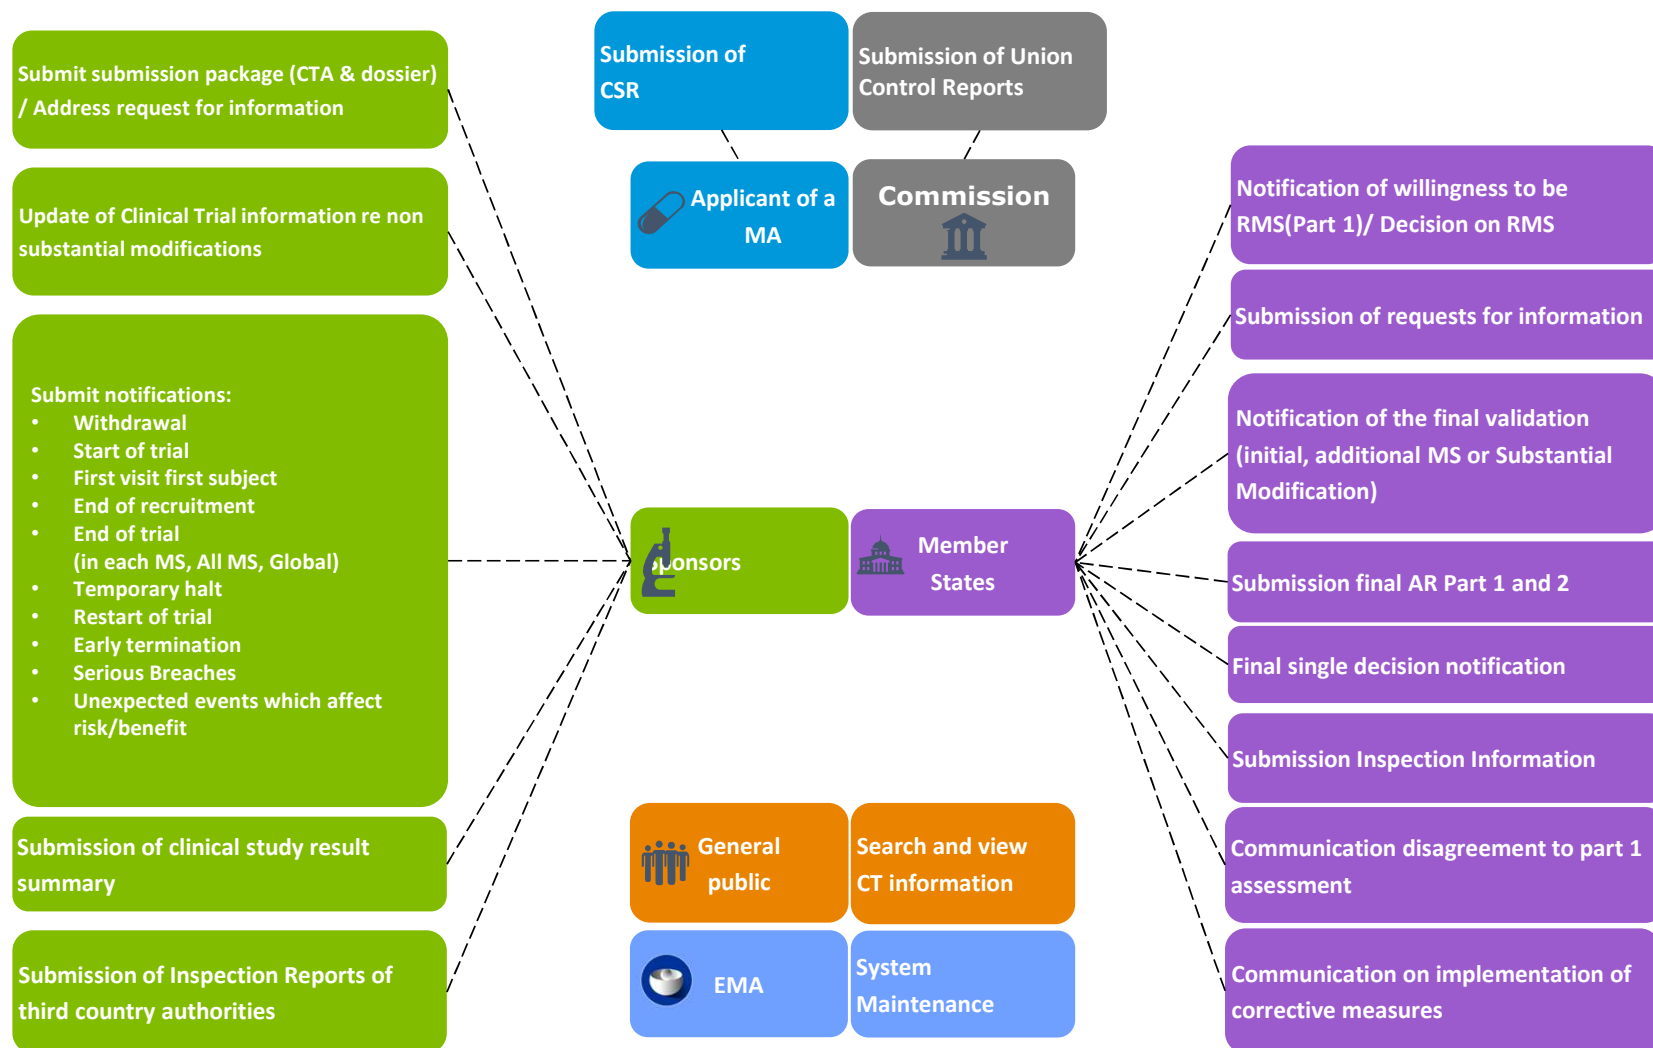 Submit submission package (CTA & dossier)
/ Address request for information
Update of Clinical Trial information re non
substantial modifications
Submit notifications:
• Withdrawal
• Start of trial
• First visit first subject
• End of recruitment
• End of trial
(in each MS, All MS, Global)
• Temporary halt
• Restart of trial
• Early termination
• Serious Breaches
• Unexpected events which affect
risk/benefit
Submission of clinical study result
summary
Submission of Inspection Reports of
third country authorities
Submission of
CSR
Submission of Union
Control Reports
Applicant of a
MA
Commission
Sponsors
Member
States
General
public
Search and view
CT information
EMA
System
Maintenance
Notification of willingness to be
RMS(Part 1)/ Decision on RMS
Submission of requests for information
Notification of the final validation
(initial, additional MS or Substantial
Modification)
Submission final AR Part 1 and 2
Final single decision notification
Submission Inspection Information
Communication disagreement to part 1
assessment
Communication on implementation of
corrective measures